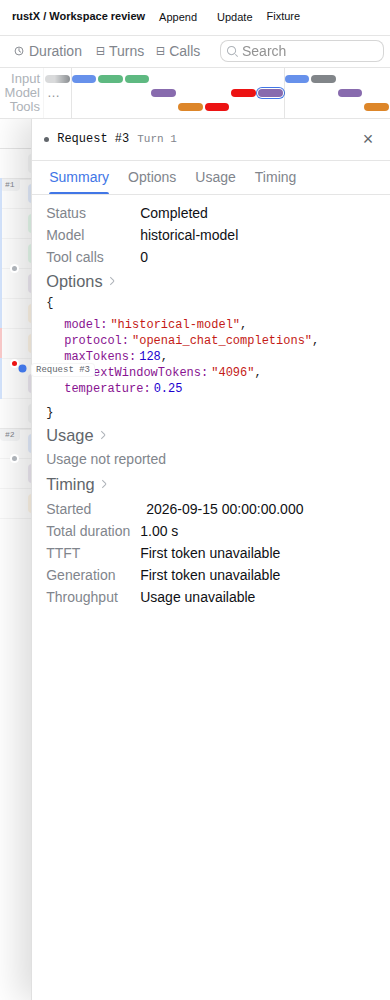 rustX / Workspace review Append Update Fixture
Duration Turns Calls Search
Input
Model ...
Tools
Request #3 Turn 1 ×
#1
Summary Options Usage Timing
Status Completed
Model historical-model
Tool calls 0
Options
{
model: "historical-model",
protocol: "openai_chat_completions",
maxTokens: 128,
Request #3 extWindowTokens: "4096",
temperature: 0.25
}
#2
Usage
Usage not reported
Timing
Started 2026-09-15 00:00:00.000
Total duration 1.00 s
TTFT First token unavailable
Generation First token unavailable
Throughput Usage unavailable